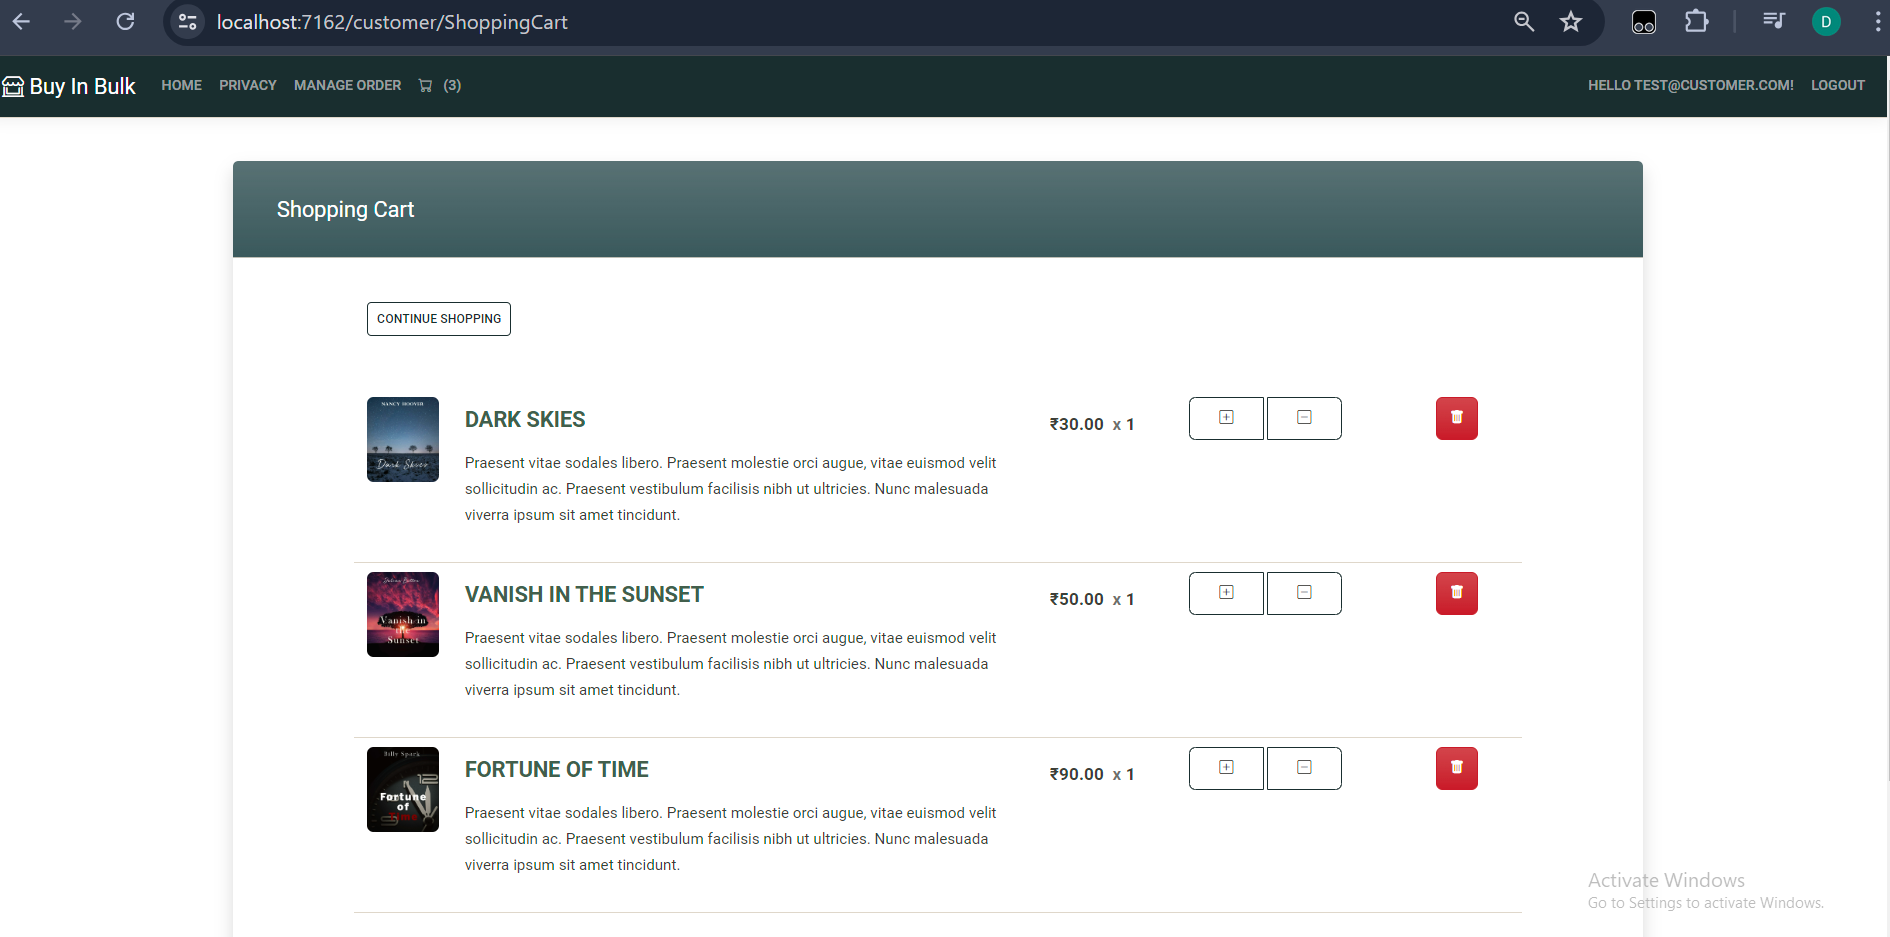 localhost:7162/customer/ShoppingCart
D
Buy In Bulk HOME PRIVACY MANAGE ORDER (3) HELLO TEST@CUSTOMER.COM! LOGOUT
Shopping Cart
CONTINUE SHOPPING
NANCY HOOVER
Dark Skies
DARK SKIES
₹30.00 x 1
Praesent vitae sodales libero. Praesent molestie orci augue, vitae euismod velit
sollicitudin ac. Praesent vestibulum facilisis nibh ut ultricies. Nunc malesuada
viverra ipsum sit amet tincidunt.
Vanish in
the
Sunset
VANISH IN THE SUNSET
₹50.00 x 1
Praesent vitae sodales libero. Praesent molestie orci augue, vitae euismod velit
sollicitudin ac. Praesent vestibulum facilisis nibh ut ultricies. Nunc malesuada
viverra ipsum sit amet tincidunt.
Billy Spark
12
Fortune
of
Time
FORTUNE OF TIME
₹90.00 x 1
Praesent vitae sodales libero. Praesent molestie orci augue, vitae euismod velit
sollicitudin ac. Praesent vestibulum facilisis nibh ut ultricies. Nunc malesuada
viverra ipsum sit amet tincidunt.
Activate Windows
Go to Settings to activate Windows.